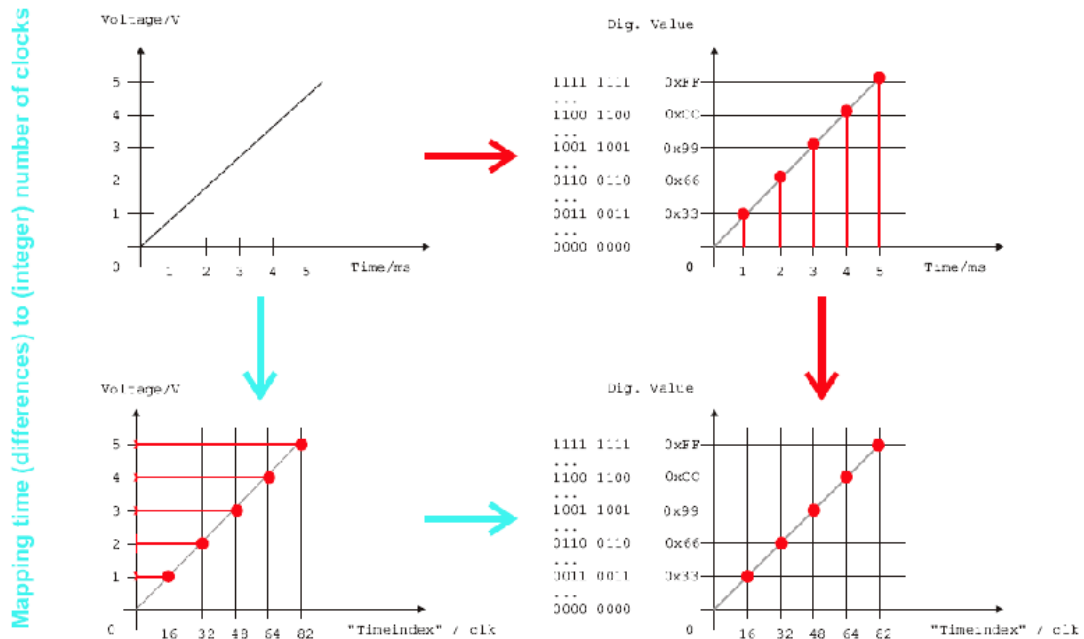 Mapping time (differences) to (integer) number of clocks
Voltage/V
5
4
3
2
1
0
1 2 3 4 5 Time/ms
Dig. Value
1111 1111 0xFF
...
1100 1100 0xCC
...
1001 1001 0x99
...
0110 0110 0x66
...
0011 0011 0x33
...
0000 0000
0
1 2 3 4 5 Time/ms
Voltage/V
5
4
3
2
1
0
16 32 48 64 82 "Timeindex" / clk
Dig. Value
1111 1111 0xFF
...
1100 1100 0xCC
...
1001 1001 0x99
...
0110 0110 0x66
...
0011 0011 0x33
...
0000 0000
0
16 32 48 64 82 "Timeindex" / clk